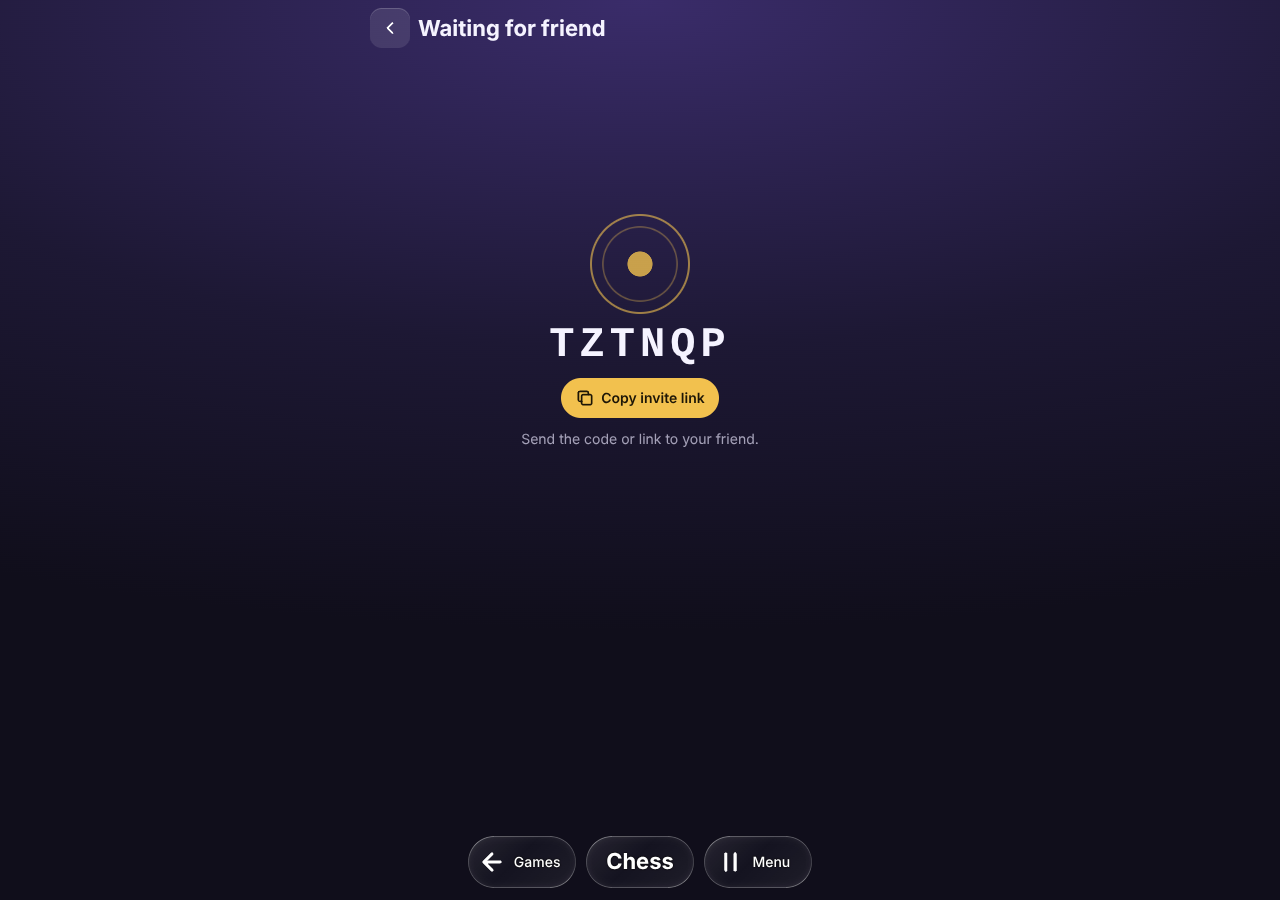 Waiting for friend
TZTNQP
Copy invite link
Send the code or link to your friend.
Games
Chess
Menu